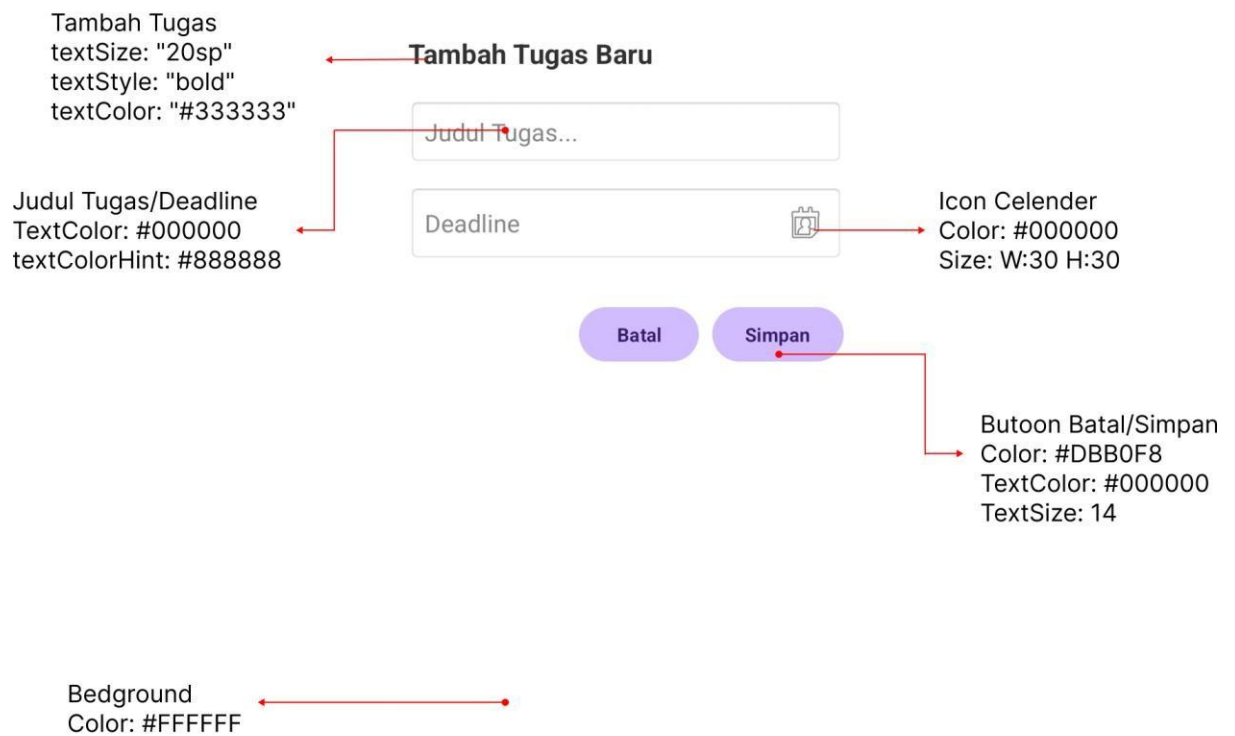 Tambah Tugas
textSize: "20sp"
textStyle: "bold"
textColor: "#333333"
Tambah Tugas Baru
Judul Tugas...
Judul Tugas/Deadline
TextColor: #000000
textColorHint: #888888
Deadline
Icon Celender
Color: #000000
Size: W:30 H:30
Batal
Simpan
Butoon Batal/Simpan
Color: #DBB0F8
TextColor: #000000
TextSize: 14
Bedground
Color: #FFFFFF